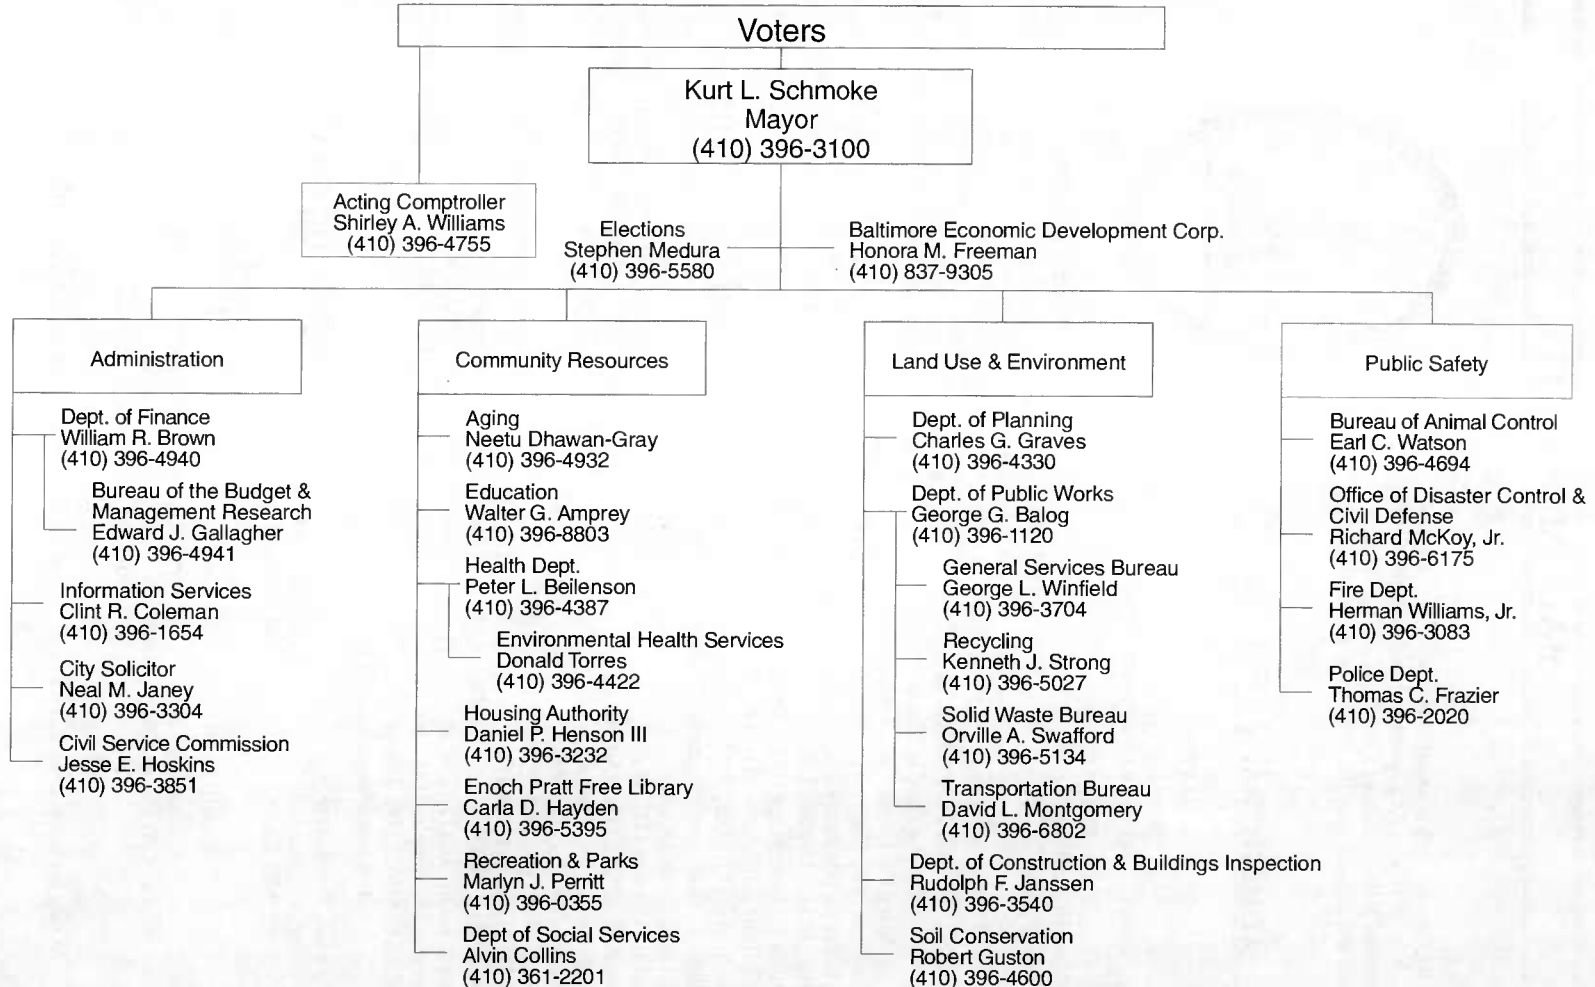 Voters
Kurt L. Schmoke
Mayor
(410) 396-3100
Acting Comptroller
Shirley A. Williams
(410) 396-4755
Elections
Stephen Medura
(410) 396-5580
Baltimore Economic Development Corp.
Honora M. Freeman
(410) 837-9305
Administration
Dept. of Finance
William R. Brown
(410) 396-4940
Bureau of the Budget &
Management Research
Edward J. Gallagher
(410) 396-4941
Information Services
Clint R. Coleman
(410) 396-1654
City Solicitor
Neal M. Janey
(410) 396-3304
Civil Service Commission
Jesse E. Hoskins
(410) 396-3851
Community Resources
Aging
Neetu Dhawan-Gray
(410) 396-4932
Education
Walter G. Amprey
(410) 396-8803
Health Dept.
Peter L. Beilenson
(410) 396-4387
Environmental Health Services
Donald Torres
(410) 396-4422
Housing Authority
Daniel P. Henson III
(410) 396-3232
Enoch Pratt Free Library
Carla D. Hayden
(410) 396-5395
Recreation & Parks
Marlyn J. Perritt
(410) 396-0355
Dept of Social Services
Alvin Collins
(410) 361-2201
Land Use & Environment
Dept. of Planning
Charles G. Graves
(410) 396-4330
Dept. of Public Works
George G. Balog
(410) 396-1120
General Services Bureau
George L. Winfield
(410) 396-3704
Recycling
Kenneth J. Strong
(410) 396-5027
Solid Waste Bureau
Orville A. Swafford
(410) 396-5134
Transportation Bureau
David L. Montgomery
(410) 396-6802
Dept. of Construction & Buildings Inspection
Rudolph F. Janssen
(410) 396-3540
Soil Conservation
Robert Guston
(410) 396-4600
Public Safety
Bureau of Animal Control
Earl C. Watson
(410) 396-4694
Office of Disaster Control &
Civil Defense
Richard McKoy, Jr.
(410) 396-6175
Fire Dept.
Herman Williams, Jr.
(410) 396-3083
Police Dept.
Thomas C. Frazier
(410) 396-2020